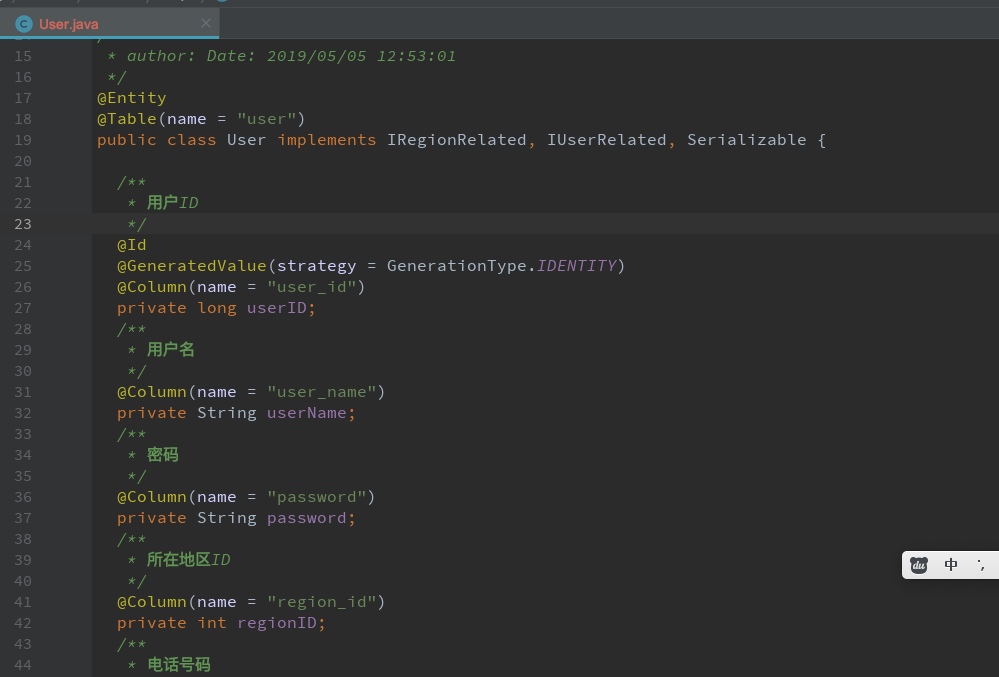 User.java
15 * author: Date: 2019/05/05 12:53:01
16 */
17 @Entity
18 @Table(name = "user")
19 public class User implements IRegionRelated, IUserRelated, Serializable {
20
21 /**
22 * 用户ID
23 */
24 @Id
25 @GeneratedValue(strategy = GenerationType.IDENTITY)
26 @Column(name = "user_id")
27 private long userID;
28 /**
29 * 用户名
30 */
31 @Column(name = "user_name")
32 private String userName;
33 /**
34 * 密码
35 */
36 @Column(name = "password")
37 private String password;
38 /**
39 * 所在地区ID
40 */
41 @Column(name = "region_id")
42 private int regionID;
43 /**
44 * 电话号码
du 中 ·,